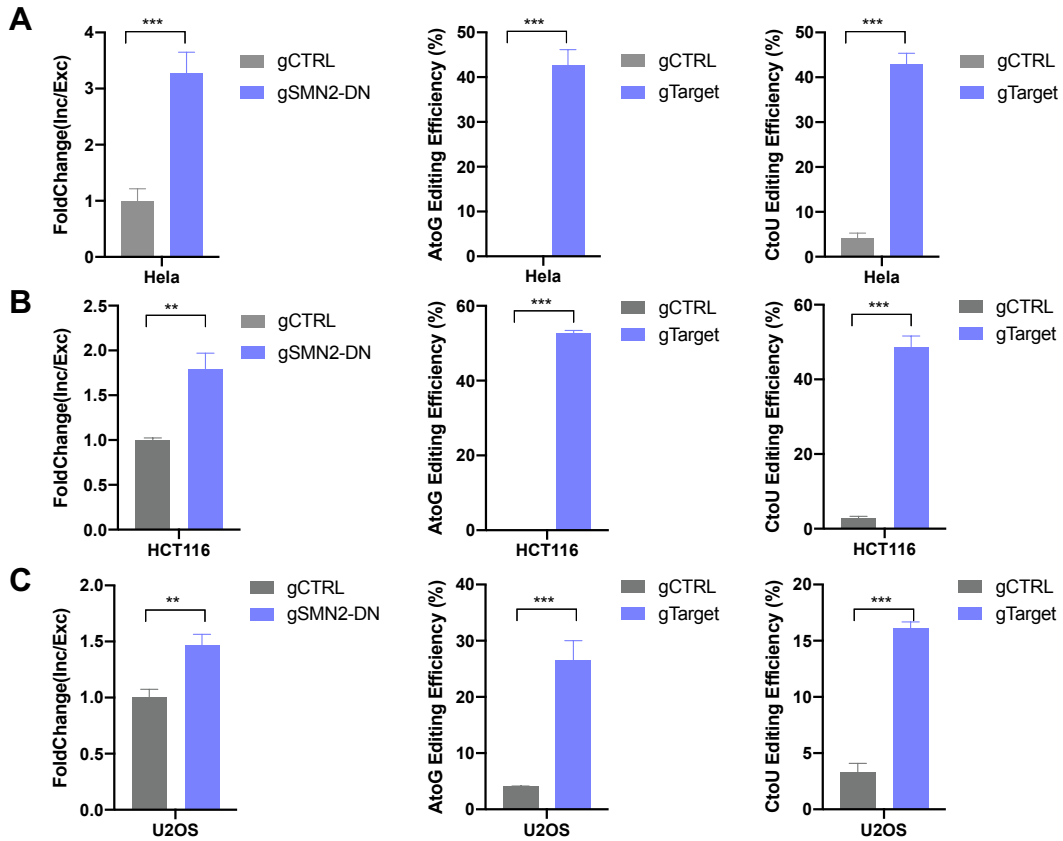 A
FoldChange(Inc/Exc)
4
3
2
1
0
***
Hela
gCTRL
gSMN2-DN
AtoG Editing Efficiency (%)
50
40
30
20
10
0
***
Hela
gCTRL
gTarget
CtoU Editing Efficiency (%)
50
40
30
20
10
0
***
Hela
gCTRL
gTarget
B
FoldChange(Inc/Exc)
2.5
2.0
1.5
1.0
0.5
0.0
**
HCT116
gCTRL
gSMN2-DN
AtoG Editing Efficiency (%)
60
40
20
0
***
HCT116
gCTRL
gTarget
CtoU Editing Efficiency (%)
60
40
20
0
***
HCT116
gCTRL
gTarget
C
FoldChange(Inc/Exc)
2.0
1.5
1.0
0.5
0.0
**
U2OS
gCTRL
gSMN2-DN
AtoG Editing Efficiency (%)
40
30
20
10
0
***
U2OS
gCTRL
gTarget
CtoU Editing Efficiency (%)
20
15
10
5
0
***
U2OS
gCTRL
gTarget